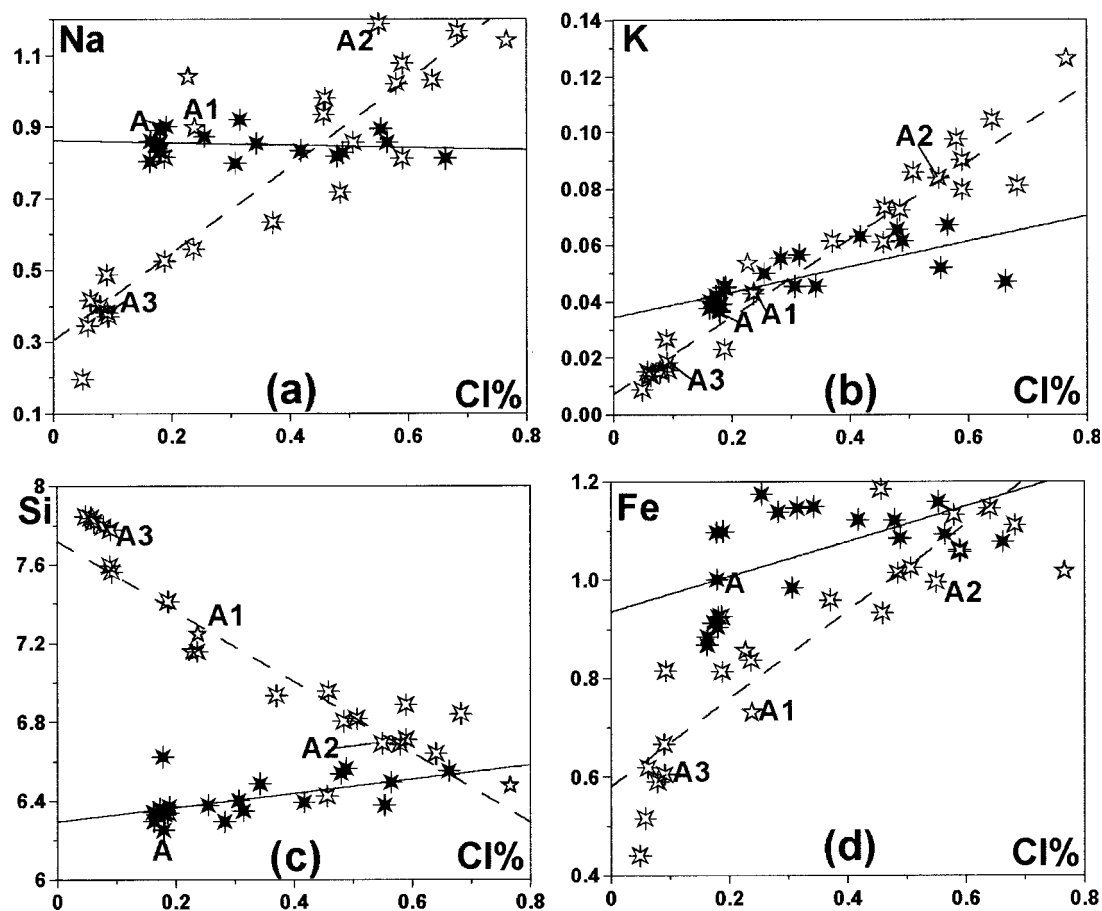 Na
A2
1.1
A1
A
0.9
0.7
0.5
A3
0.3
(a)
Cl%
0.1
0 0.2 0.4 0.6 0.8
0.14
K
0.12
0.10
A2
0.08
0.06
0.04
A A1
0.02
A3
(b)
Cl%
0.00
0 0.2 0.4 0.6 0.8
8
Si
A3
7.6
A1
7.2
6.8
A2
6.4
A
(c)
Cl%
6
0 0.2 0.4 0.6 0.8
1.2
Fe
1.0
A
A2
0.8
A1
A3
0.6
(d)
Cl%
0.4
0 0.2 0.4 0.6 0.8